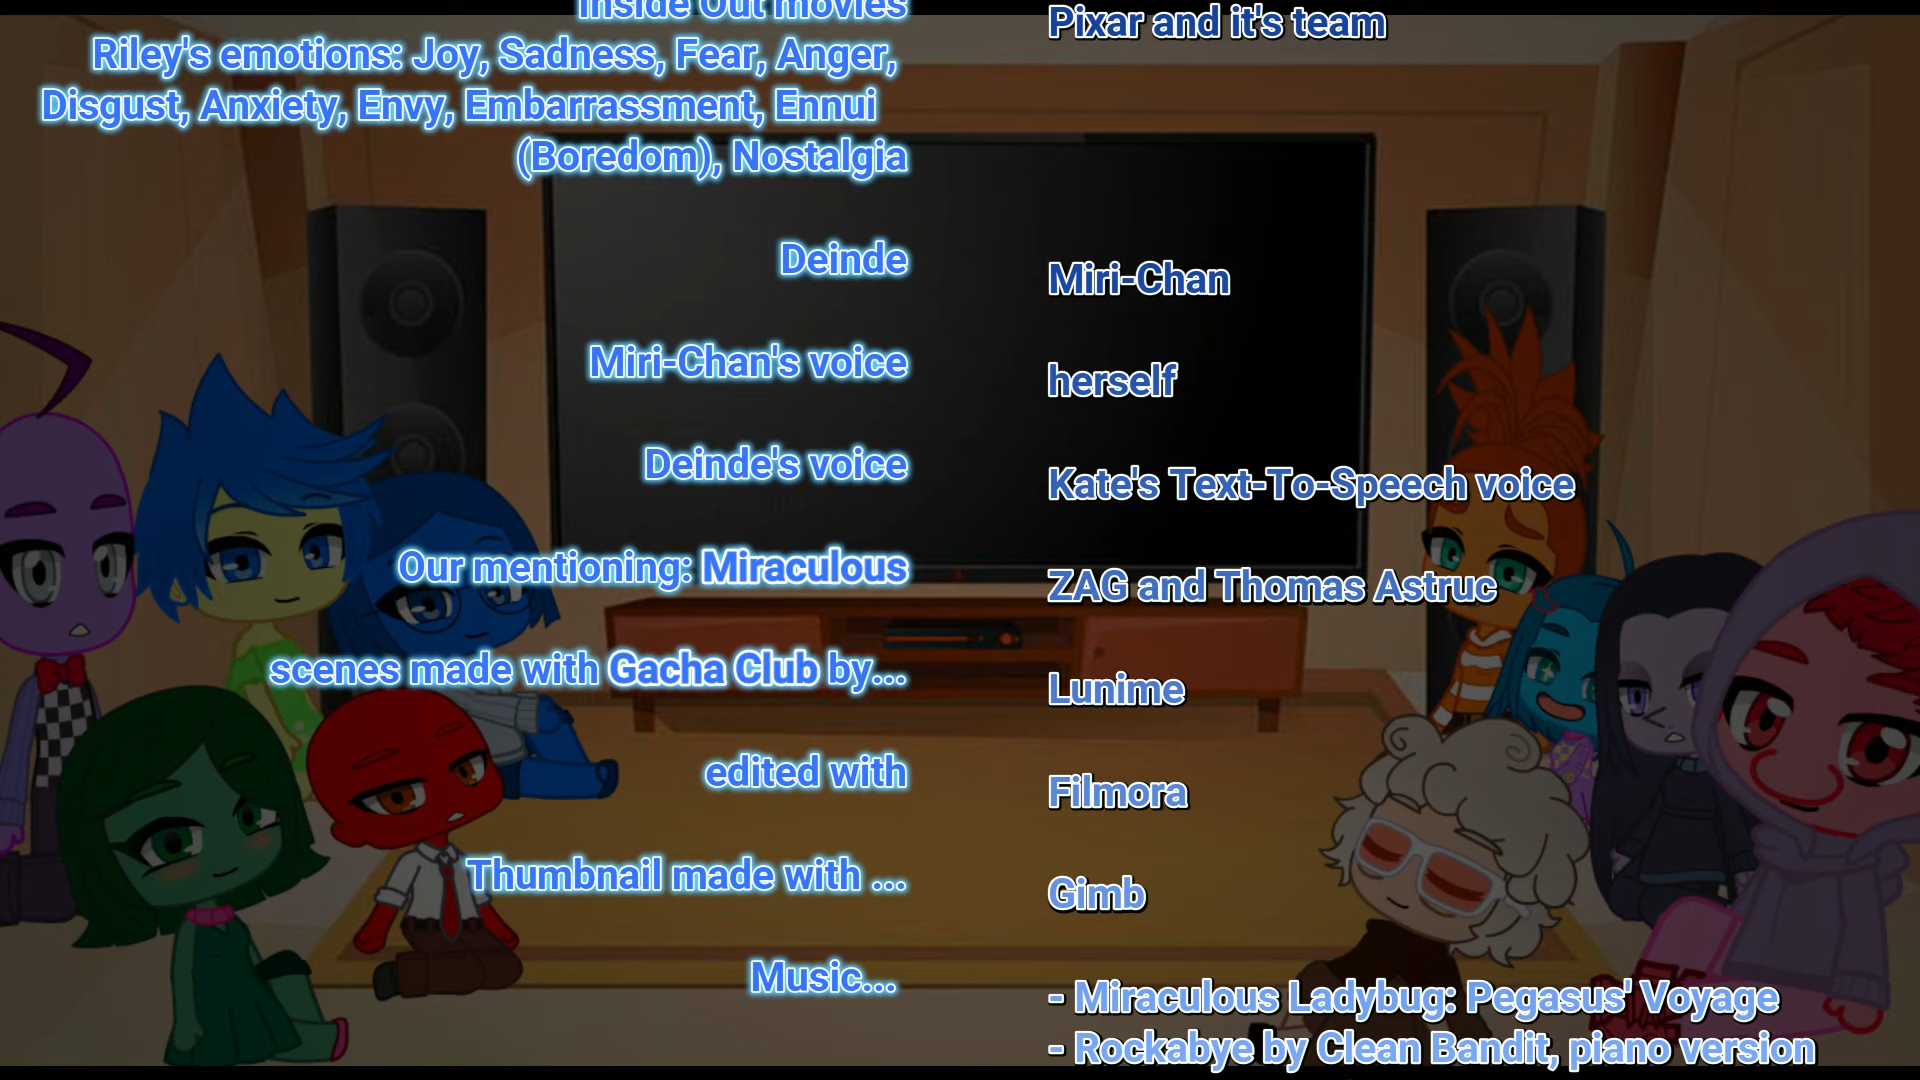 Inside Out movies
Pixar and it's team
Riley's emotions: Joy, Sadness, Fear, Anger,
Disgust, Anxiety, Envy, Embarrassment, Ennui
(Boredom), Nostalgia
Deinde
Miri-Chan
Miri-Chan's voice
herself
Deinde's voice
Kate's Text-To-Speech voice
Our mentioning: Miraculous
ZAG and Thomas Astruc
scenes made with Gacha Club by...
Lunime
edited with
Filmora
Thumbnail made with ...
Gimb
Music...
- Miraculous Ladybug: Pegasus' Voyage
- Rockabye by Clean Bandit, piano version